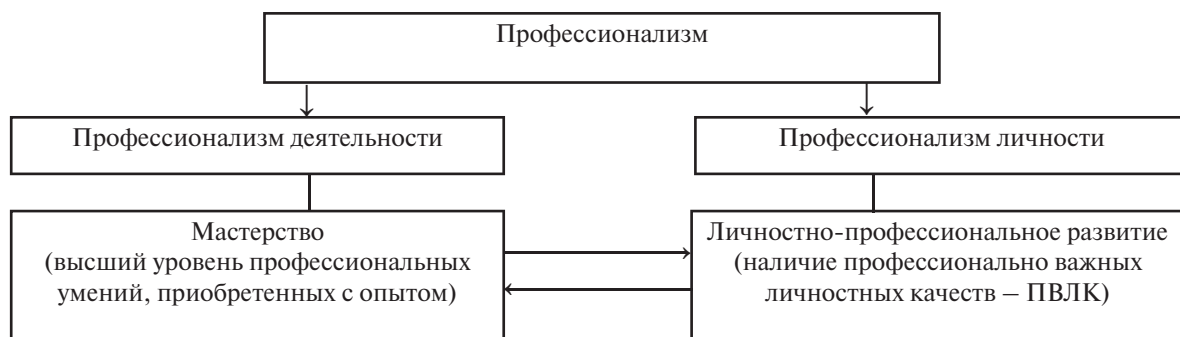 Профессионализм
Профессионализм деятельности
Профессионализм личности
Мастерство
(высший уровень профессиональных
умений, приобретенных с опытом)
Личностно-профессиональное развитие
(наличие профессионально важных
личностных качеств – ПВЛК)